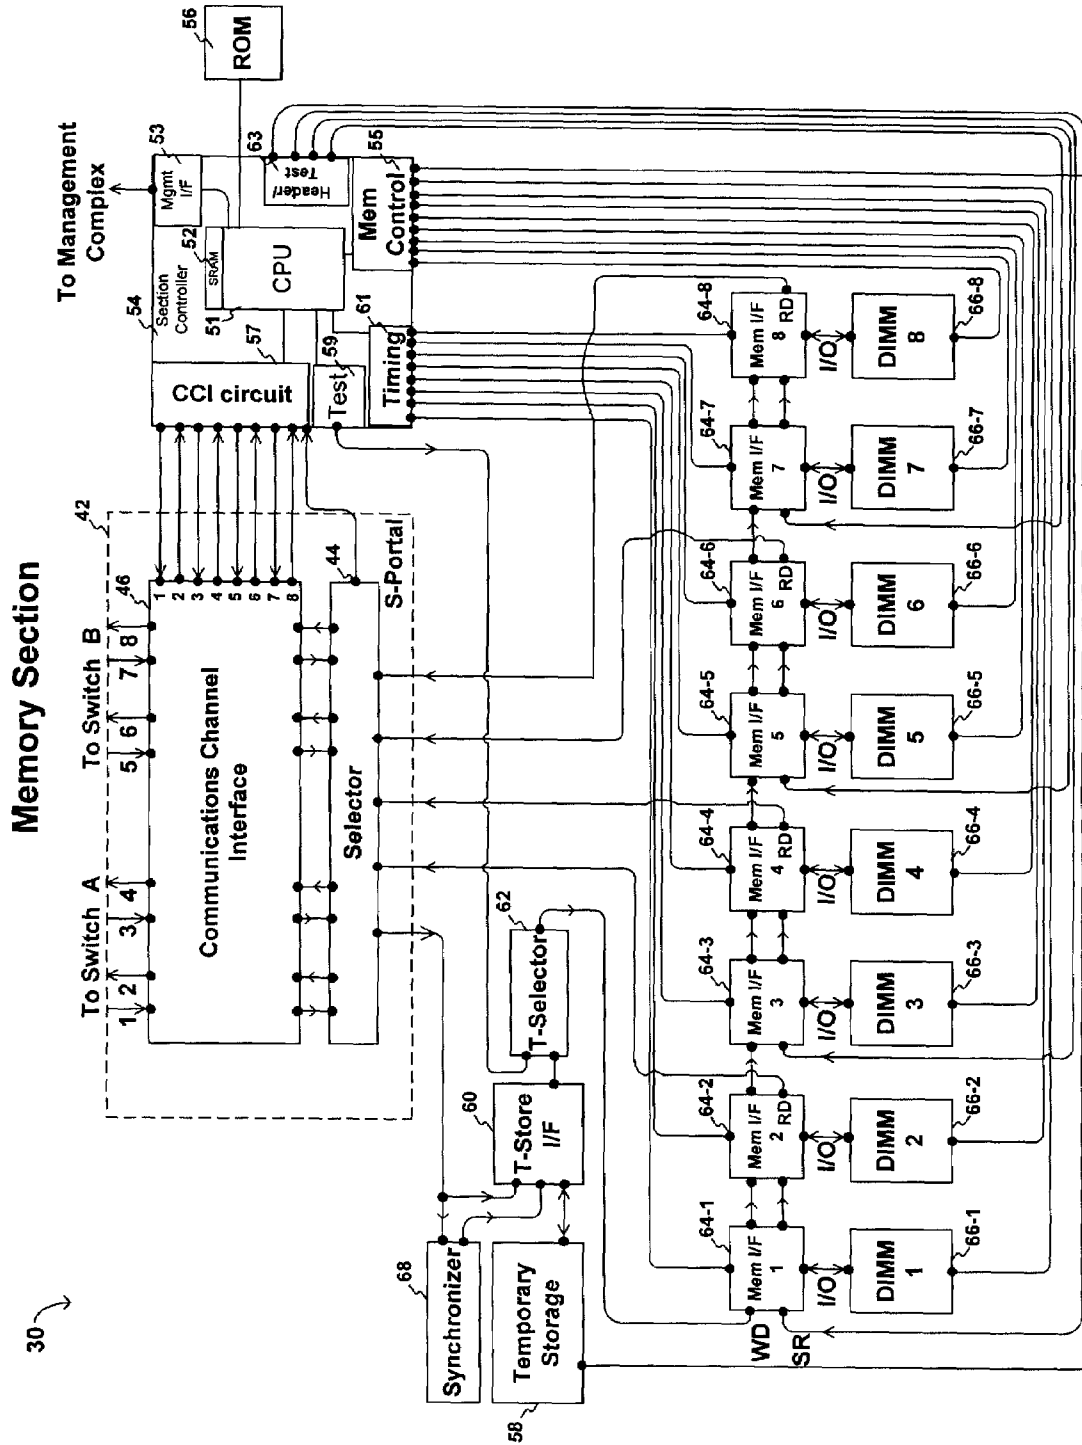 Memory Section
30
To Switch A
To Switch B
1
2
3
4
5
6
7
8
42
46
Communications Channel
Interface
1
2
3
4
5
6
7
8
Selector
44
S-Portal
To Management
Complex
54
Section
Controller
53
Mgmt
I/F
52
SRAM
51
CPU
57
CCI circuit
59
Test
61
Timing
63
Header/
Test
55
Mem
Control
56
ROM
68
Synchronizer
58
Temporary
Storage
60
T-Store
I/F
62
T-Selector
WD
SR
64-1
Mem I/F
1
64-2
Mem I/F
2
RD
64-3
Mem I/F
3
64-4
Mem I/F
4
RD
64-5
Mem I/F
5
64-6
Mem I/F
6
RD
64-7
Mem I/F
7
64-8
Mem I/F
8
RD
I/O
I/O
I/O
I/O
I/O
I/O
I/O
I/O
DIMM
1
66-1
DIMM
2
66-2
DIMM
3
66-3
DIMM
4
66-4
DIMM
5
66-5
DIMM
6
66-6
DIMM
7
66-7
DIMM
8
66-8